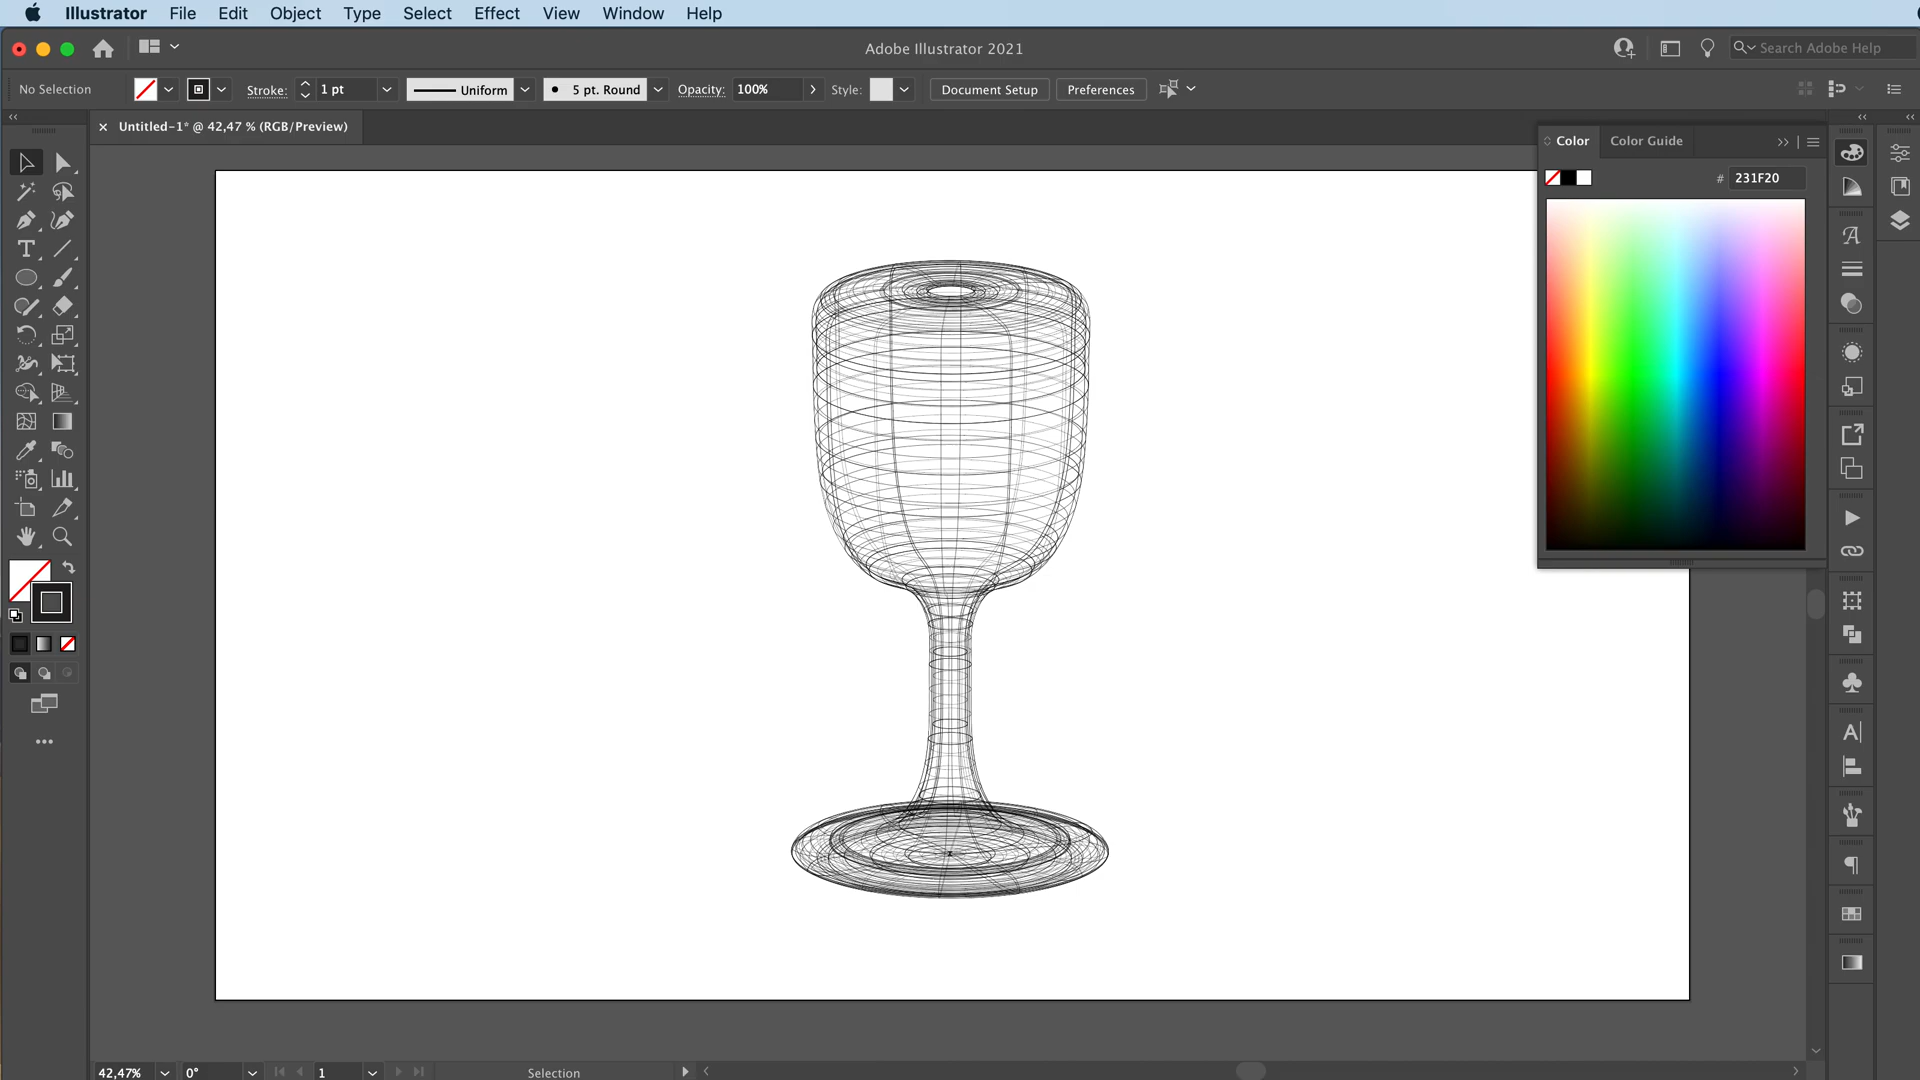 Illustrator File Edit Object Type Select Effect View Window Help
Adobe Illustrator 2021
Search Adobe Help
No Selection Stroke: 1 pt Uniform 5 pt. Round Opacity: 100% Style: Document Setup Preferences
Untitled-1* @ 42,47 % (RGB/Preview)
Color Color Guide
# 231F20
42,47% 0° 1 Selection